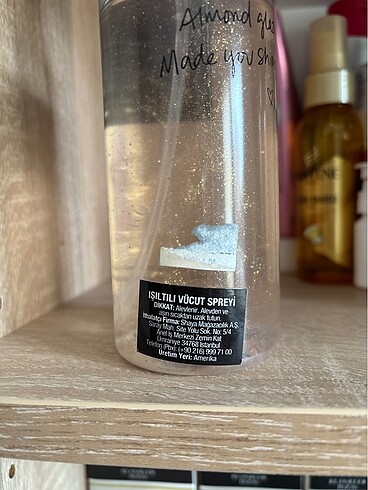 Almond
Made you
IŞILTILI VÜCUT SPREYİ
DİKKAT: Alevlenir. Alevden ve
aşırı sıcaktan uzak tutun.
İthalatçı Firma: Shaya Mağazacılık A.Ş.
Saray Mah. Site Yolu Sok. No: 5/4
Anel İş Merkezi Zemin Kat
Ümraniye 34768 İstanbul
Telefon (Pbx): (+90 216) 999 71 00
Üretim Yeri: Amerika